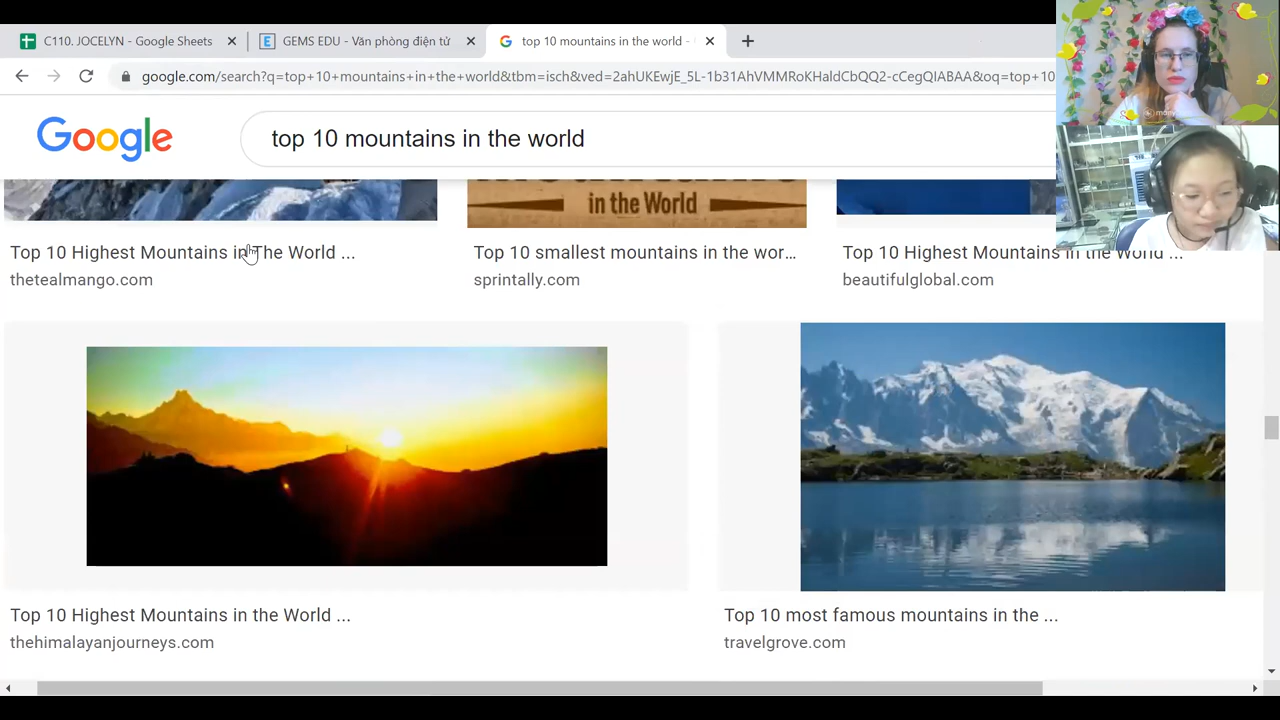 C110. JOCELYN - Google Sheets
GEMS EDU - Văn phòng điện tử
top 10 mountains in the world -
google.com/search?q=top+10+mountains+in+the+world&tbm=isch&ved=2ahUKEwjE_5L-1b31AhVMMRoKHaldCbQQ2-cCegQIABAA&oq=top+10
Google
top 10 mountains in the world
in the World
Top 10 Highest Mountains in The World ...
thetealmango.com
Top 10 smallest mountains in the wor...
sprintally.com
Top 10 Highest Mountains in The World ...
beautifulglobal.com
Top 10 Highest Mountains in the World ...
thehimalayanjourneys.com
Top 10 most famous mountains in the ...
travelgrove.com